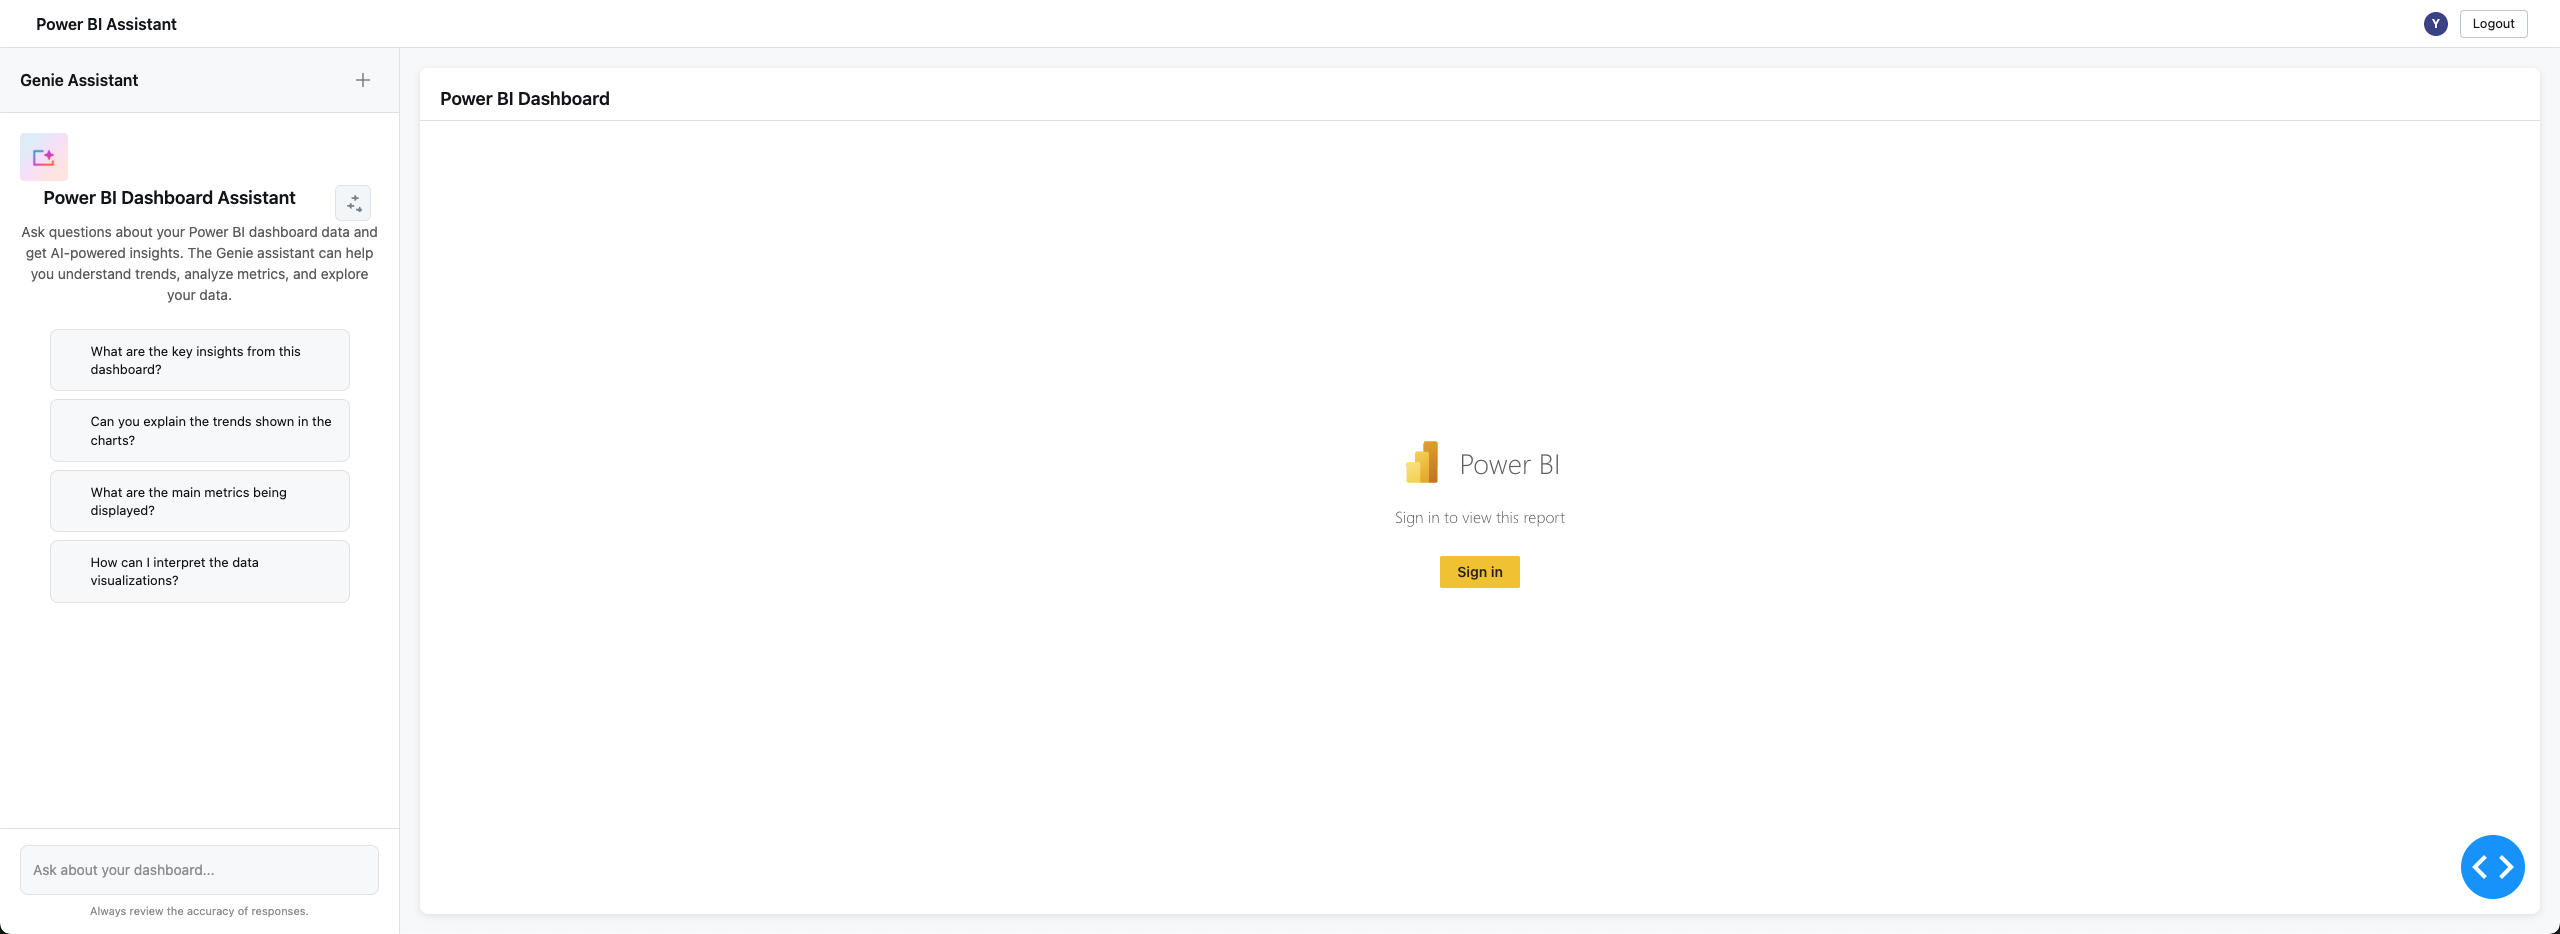 Power BI Assistant
Y
Logout
Genie Assistant
Power BI Dashboard Assistant
Ask questions about your Power BI dashboard data and
get AI-powered insights. The Genie assistant can help
you understand trends, analyze metrics, and explore
your data.
What are the key insights from this
dashboard?
Can you explain the trends shown in the
charts?
What are the main metrics being
displayed?
How can I interpret the data
visualizations?
Ask about your dashboard...
Always review the accuracy of responses.
Power BI Dashboard
Power BI
Sign in to view this report
Sign in